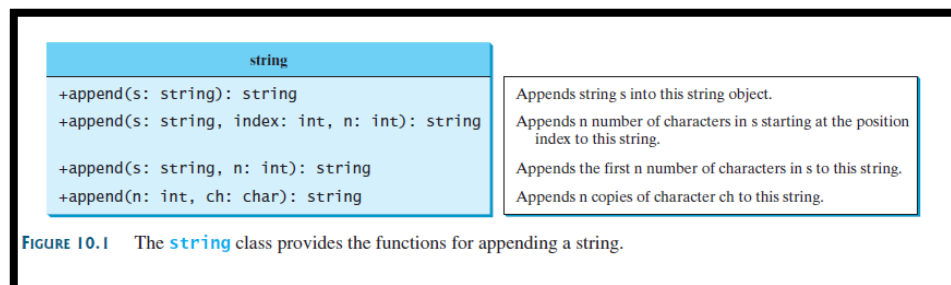 string
+append(s: string): string
Appends string s into this string object.
+append(s: string, index: int, n: int): string
Appends n number of characters in s starting at the position
index to this string.
+append(s: string, n: int): string
Appends the first n number of characters in s to this string.
+append(n: int, ch: char): string
Appends n copies of character ch to this string.
FIGURE 10.1 The string class provides the functions for appending a string.